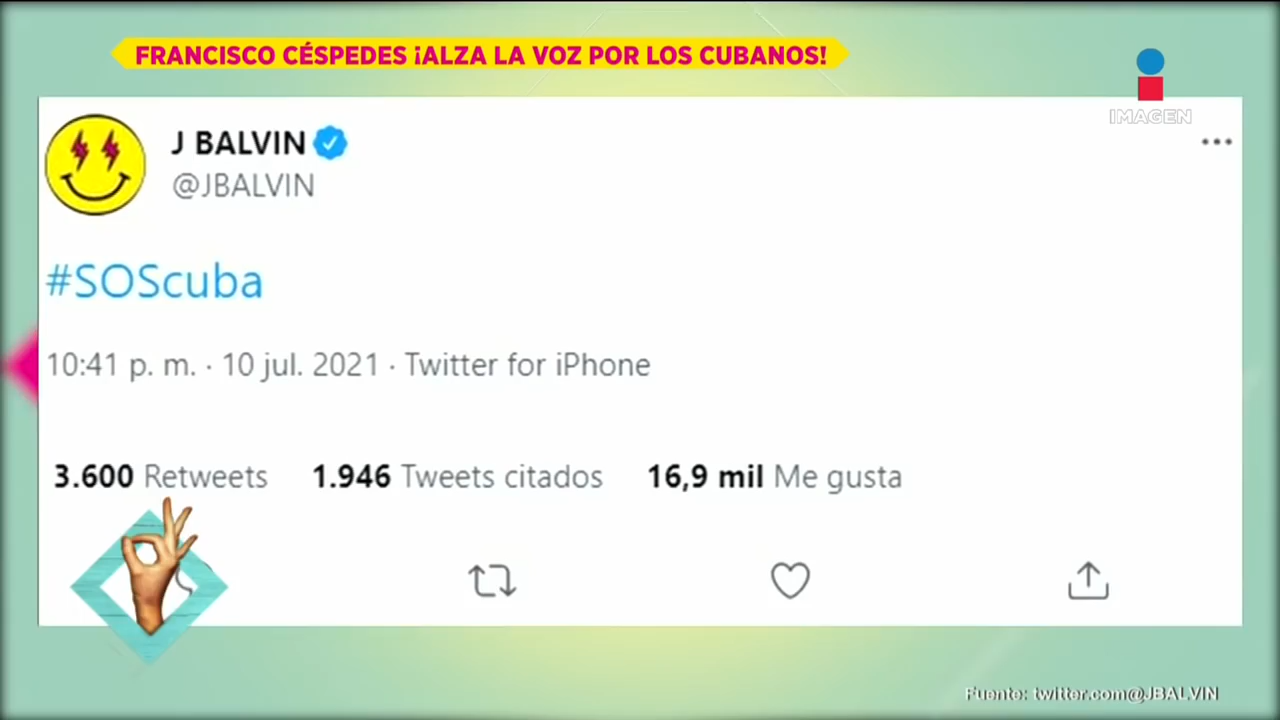 FRANCISCO CÉSPEDES ¡ALZA LA VOZ POR LOS CUBANOS!
IMAGEN
J BALVIN
@JBALVIN
#SOScuba
10:41 p. m. · 10 jul. 2021 · Twitter for iPhone
3.600 Retweets 1.946 Tweets citados 16,9 mil Me gusta
Fuente: twitter.com@JBALVIN